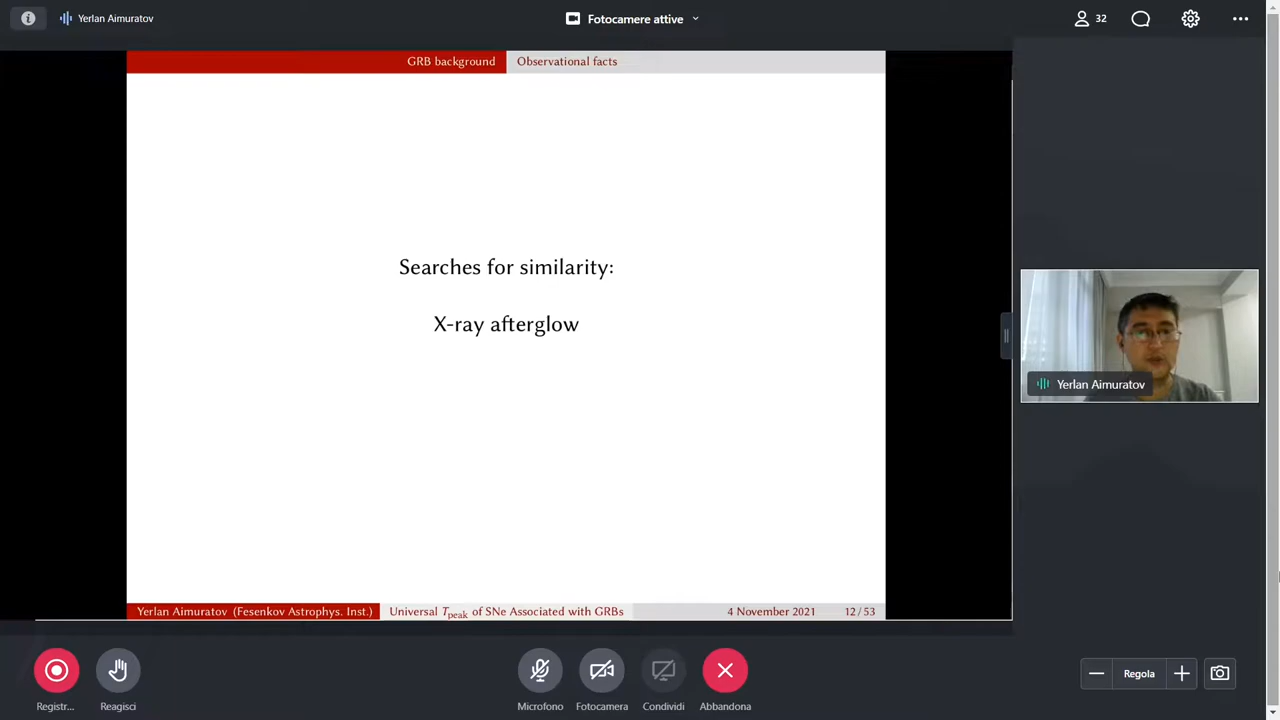 Yerlan Aimuratov
Fotocamere attive
32
GRB background
Observational facts
Searches for similarity:
X-ray afterglow
Yerlan Aimuratov
Yerlan Aimuratov (Fesenkov Astrophys. Inst.)
Universal Tpeak of SNe Associated with GRBs
4 November 2021
12 / 53
Registr...
Reagisci
Microfono
Fotocamera
Condividi
Abbandona
Regola